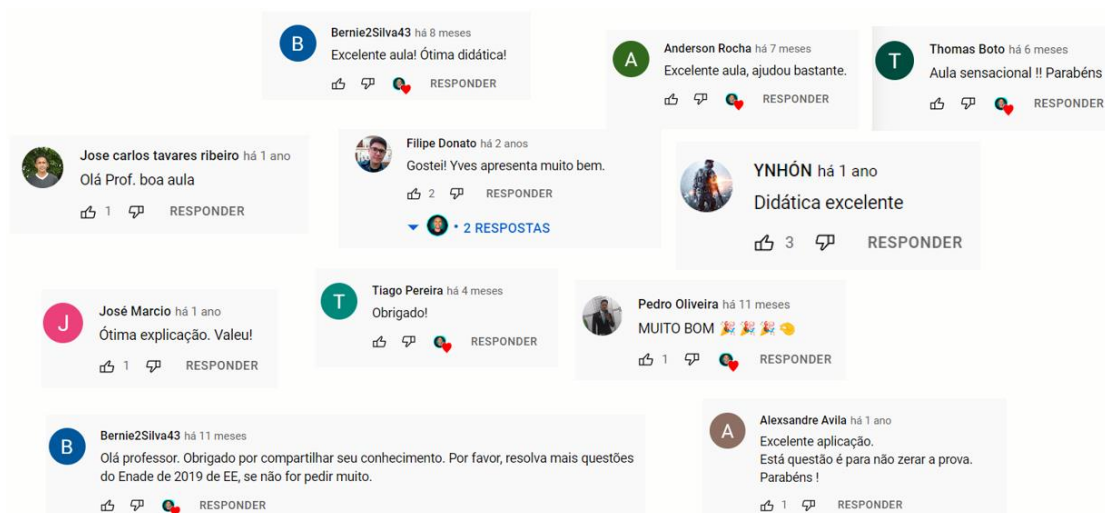 B
Bernie2Silva43 há 8 meses
Excelente aula! Ótima didática!
RESPONDER
A
Anderson Rocha há 7 meses
Excelente aula, ajudou bastante.
RESPONDER
T
Thomas Boto há 6 meses
Aula sensacional !! Parabéns
RESPONDER
Jose carlos tavares ribeiro há 1 ano
Olá Prof. boa aula
1 RESPONDER
Filipe Donato há 2 anos
Gostei! Yves apresenta muito bem.
2 RESPONDER
• 2 RESPOSTAS
YNHÓN há 1 ano
Didática excelente
3 RESPONDER
J
José Marcio há 1 ano
Ótima explicação. Valeu!
1 RESPONDER
T
Tiago Pereira há 4 meses
Obrigado!
RESPONDER
Pedro Oliveira há 11 meses
MUITO BOM 🎉 🎉 🎉 🤏
1 RESPONDER
B
Bernie2Silva43 há 11 meses
Olá professor. Obrigado por compartilhar seu conhecimento. Por favor, resolva mais questões
do Enade de 2019 de EE, se não for pedir muito.
RESPONDER
A
Alexsandre Avila há 1 ano
Excelente aplicação.
Está questão é para não zerar a prova.
Parabéns !
1 RESPONDER